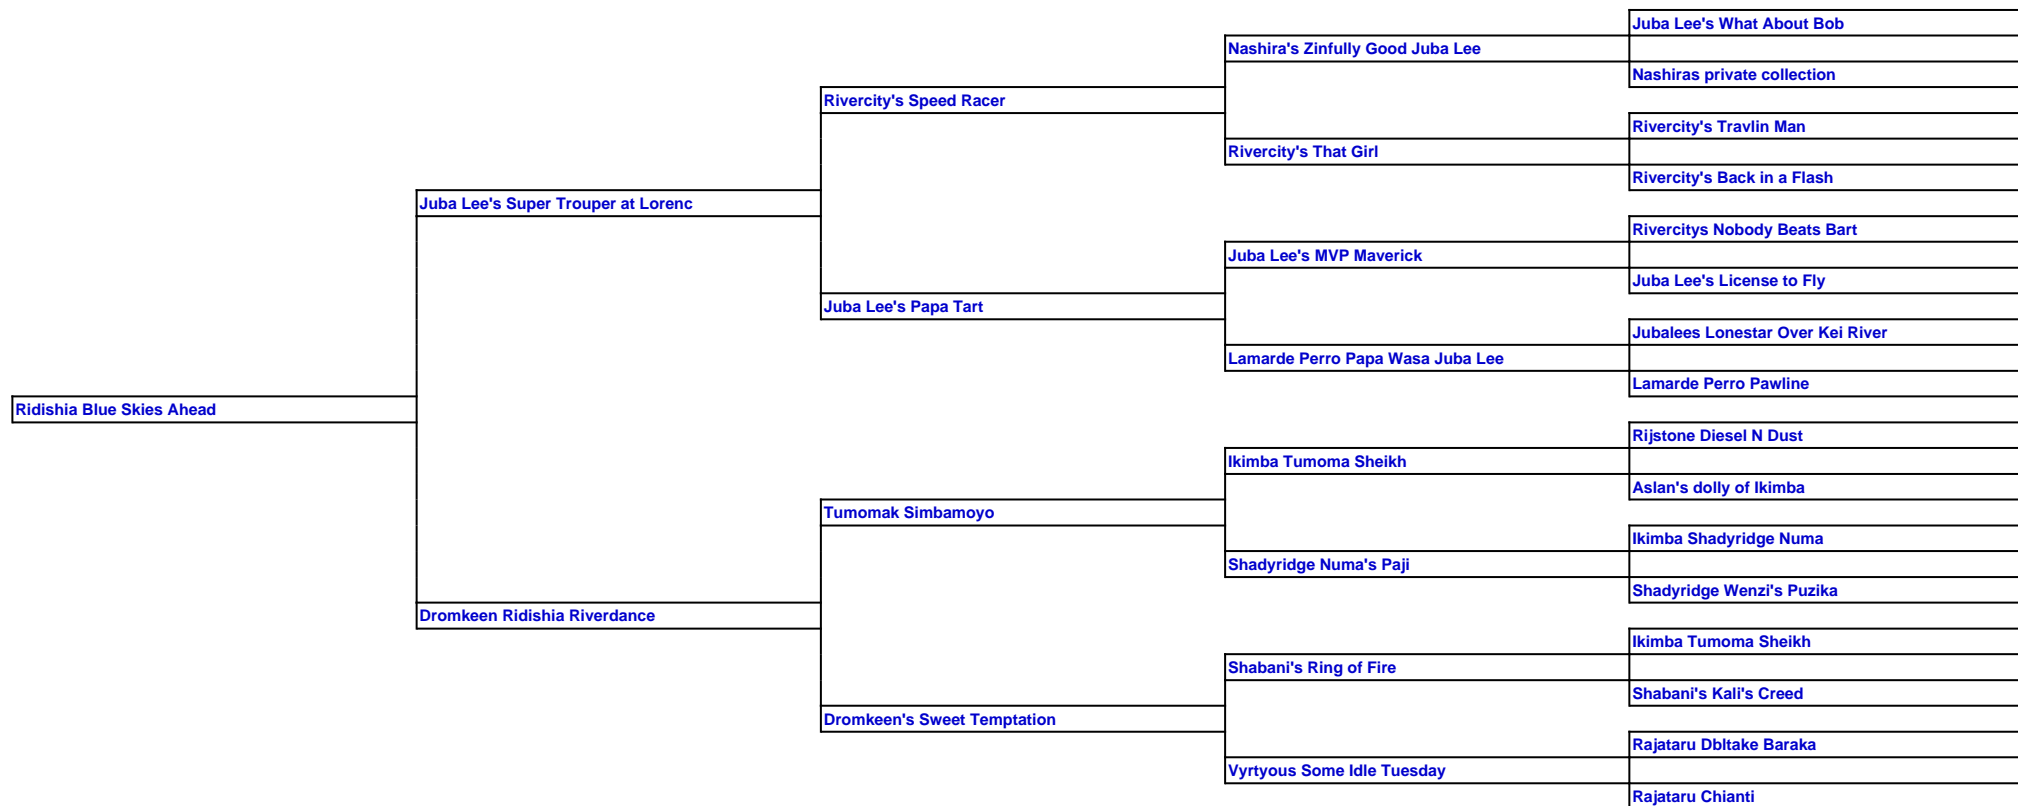 Juba Lee's What About Bob
Nashira's Zinfully Good Juba Lee
Nashiras private collection
Rivercity's Speed Racer
Rivercity's Travlin Man
Rivercity's That Girl
Rivercity's Back in a Flash
Juba Lee's Super Trouper at Lorenc
Rivercitys Nobody Beats Bart
Juba Lee's MVP Maverick
Juba Lee's License to Fly
Juba Lee's Papa Tart
Jubalees Lonestar Over Kei River
Lamarde Perro Papa Wasa Juba Lee
Lamarde Perro Pawline
Ridishia Blue Skies Ahead
Rijstone Diesel N Dust
Ikimba Tumoma Sheikh
Aslan's dolly of Ikimba
Tumomak Simbamoyo
Ikimba Shadyridge Numa
Shadyridge Numa's Paji
Shadyridge Wenzi's Puzika
Dromkeen Ridishia Riverdance
Ikimba Tumoma Sheikh
Shabani's Ring of Fire
Shabani's Kali's Creed
Dromkeen's Sweet Temptation
Rajataru Dbltake Baraka
Vyrtyous Some Idle Tuesday
Rajataru Chianti